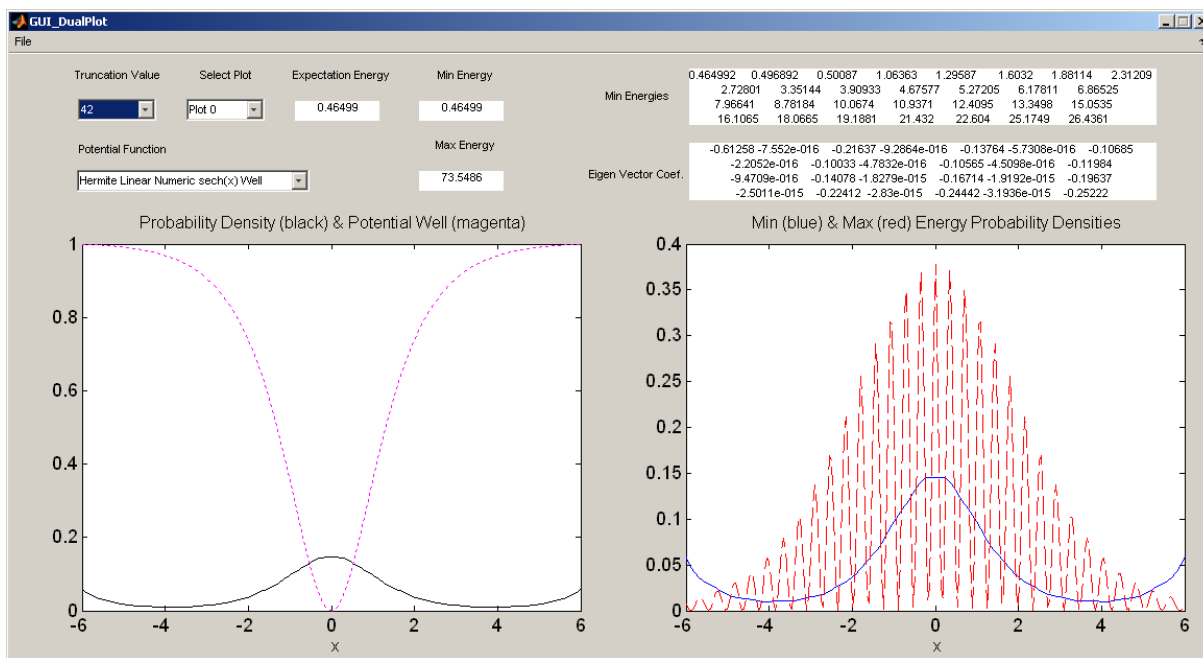 GUI_DualPlot
File
Truncation Value Select Plot Expectation Energy Min Energy
42 Plot 0 0.46499 0.46499
Potential Function Max Energy
Hermite Linear Numeric sech(x) Well 73.5486
Min Energies
0.464992 0.496892 0.50087 1.06363 1.29587 1.6032 1.88114 2.31209
2.72801 3.35144 3.90933 4.67577 5.27205 6.17811 6.86525
7.96641 8.78184 10.0674 10.9371 12.4095 13.3498 15.0535
16.1065 18.0665 19.1881 21.432 22.604 25.1749 26.4361
Eigen Vector Coef.
-0.61258 -7.552e-016 -0.21637 -9.2864e-016 -0.13764 -5.7308e-016 -0.10685
-2.2052e-016 -0.10033 -4.7832e-016 -0.10565 -4.5098e-016 -0.11984
-9.4709e-016 -0.14078 -1.8279e-015 -0.16714 -1.9192e-015 -0.19637
-2.5011e-015 -0.22412 -2.83e-015 -0.24442 -3.1936e-015 -0.25222
Probability Density (black) & Potential Well (magenta)
1
0.8
0.6
0.4
0.2
0
-6 -4 -2 0 2 4 6
x
Min (blue) & Max (red) Energy Probability Densities
0.4
0.35
0.3
0.25
0.2
0.15
0.1
0.05
0
-6 -4 -2 0 2 4 6
x